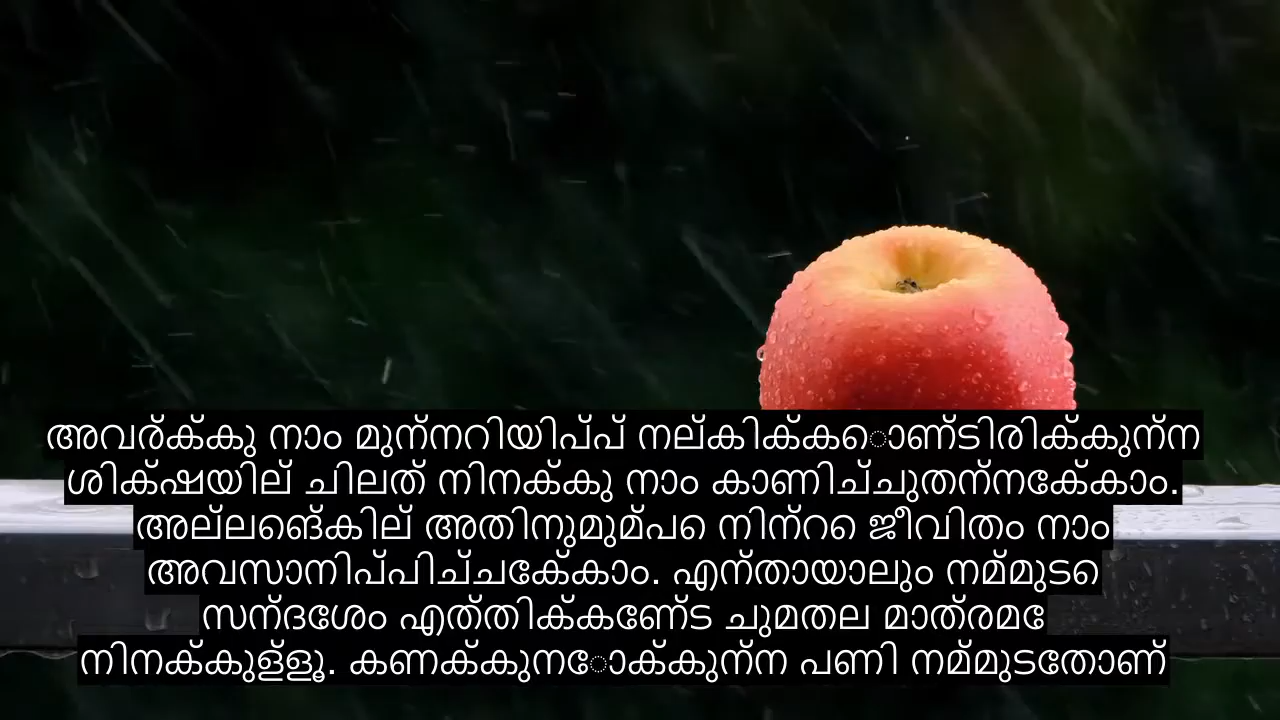 അവര്ക്കു നാം മുന്നറിയിപ്പ് നല്കിക്കൊണ്ടിരിക്കുന്ന
ശിക്ഷയില് ചിലത് നിനക്കു നാം കാണിച്ചുതന്നേക്കാം.
അല്ലെങ്കില് അതിനുമുമ്പെ നിന്റെ ജീവിതം നാം
അവസാനിപ്പിച്ചേക്കാം. എന്തായാലും നമ്മുടെ
സന്ദേശം എത്തിക്കേണ്ട ചുമതല മാത്രമേ
നിനക്കുള്ളൂ. കണക്കുനോക്കുന്ന പണി നമ്മുടേതാണ്